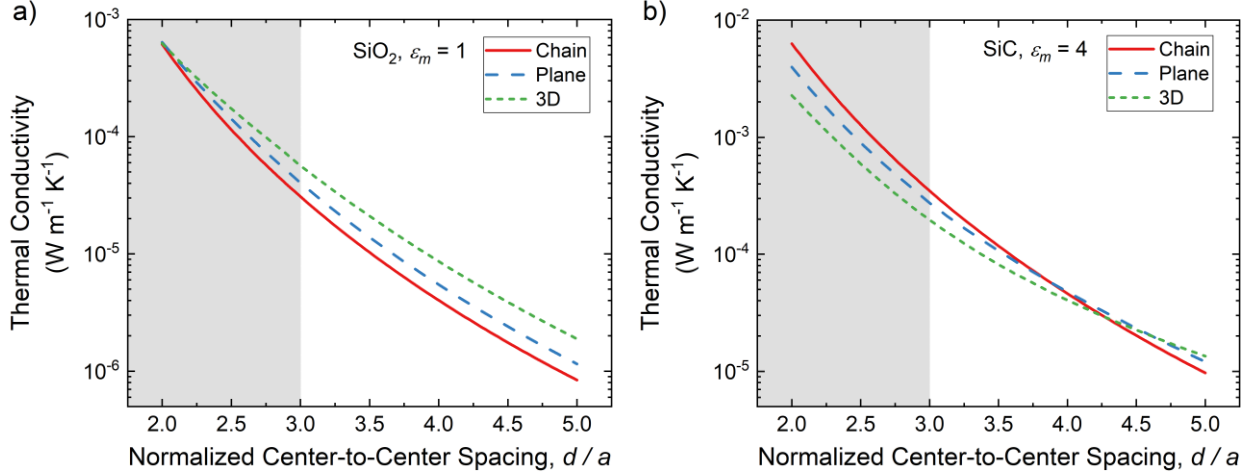 a)
SiO₂, εₘ = 1
Chain
Plane
3D
10⁻³
10⁻⁴
10⁻⁵
10⁻⁶
Thermal Conductivity
(W m⁻¹ K⁻¹)
2.0 2.5 3.0 3.5 4.0 4.5 5.0
Normalized Center-to-Center Spacing, d / a
b)
SiC, εₘ = 4
Chain
Plane
3D
10⁻²
10⁻³
10⁻⁴
10⁻⁵
Thermal Conductivity
(W m⁻¹ K⁻¹)
2.0 2.5 3.0 3.5 4.0 4.5 5.0
Normalized Center-to-Center Spacing, d / a